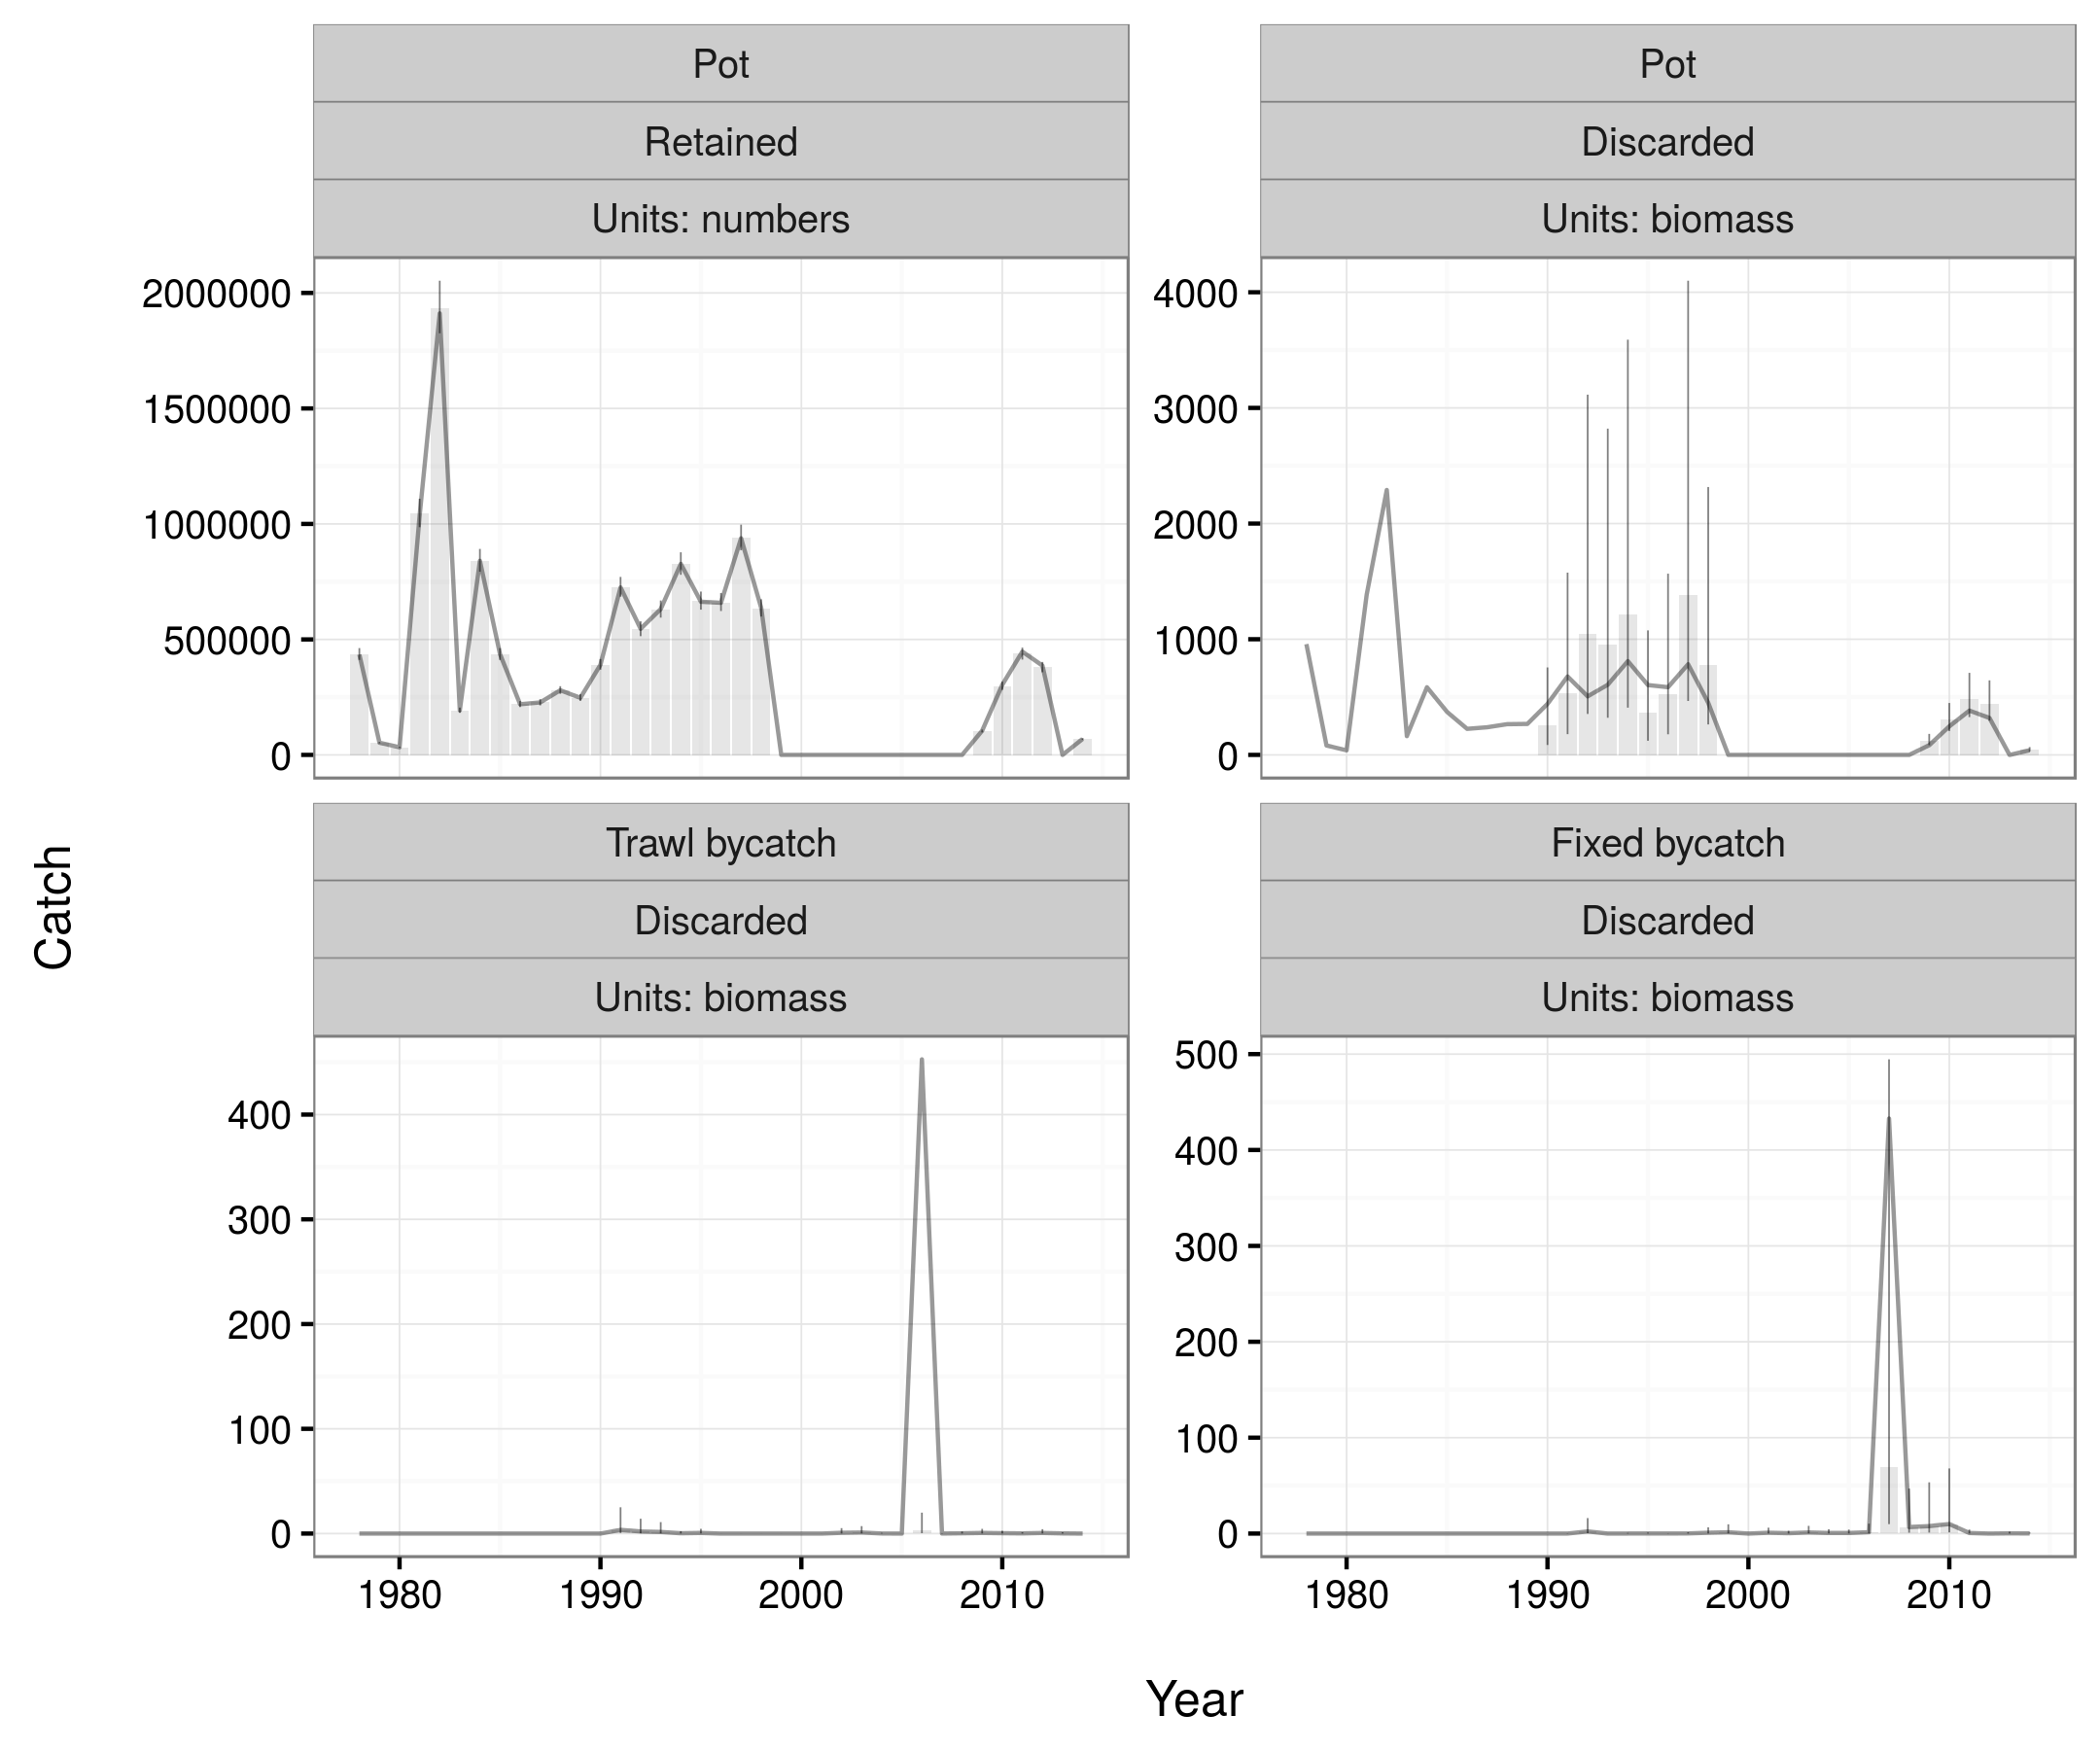 Pot
Retained
Units: numbers
2000000
1500000
1000000
500000
0
Pot
Discarded
Units: biomass
4000
3000
2000
1000
0
Catch
Trawl bycatch
Discarded
Units: biomass
400
300
200
100
0
1980 1990 2000 2010
Fixed bycatch
Discarded
Units: biomass
500
400
300
200
100
0
1980 1990 2000 2010
Year